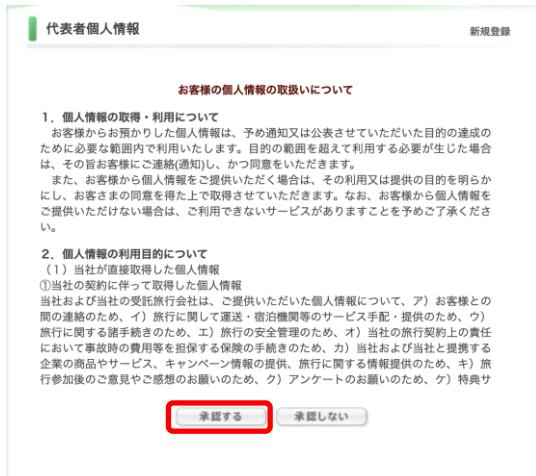 代表者個人情報
新規登録
お客様の個人情報の取扱いについて
1．個人情報の取得・利用について
　お客様からお預かりした個人情報は、予め通知又は公表させていただいた目的の達成の
ために必要な範囲内で利用いたします。目的の範囲を超えて利用する必要が生じた場合
は、その旨お客様にご連絡(通知)し、かつ同意をいただきます。
　また、お客様から個人情報をご提供いただく場合は、その利用又は提供の目的を明らか
にし、お客さまの同意を得た上で取得させていただきます。なお、お客様から個人情報を
ご提供いただけない場合は、ご利用できないサービスがありますことを予めご了承くださ
い。
2．個人情報の利用目的について
（1）当社が直接取得した個人情報
①当社の契約に伴って取得した個人情報
当社および当社の受託旅行会社は、ご提供いただいた個人情報について、ア）お客様との
間の連絡のため、イ）旅行に関して運送・宿泊機関等のサービス手配・提供のため、ウ）
旅行に関する諸手続きのため、エ）旅行の安全管理のため、オ）当社の旅行契約上の責任
において事故時の費用等を担保する保険の手続きのため、カ）当社および当社と提携する
企業の商品やサービス、キャンペーン情報の提供、旅行に関する情報提供のため、キ）旅
行参加後のご意見やご感想のお願いのため、ク）アンケートのお願いのため、ケ）特典サ
承認する
承認しない